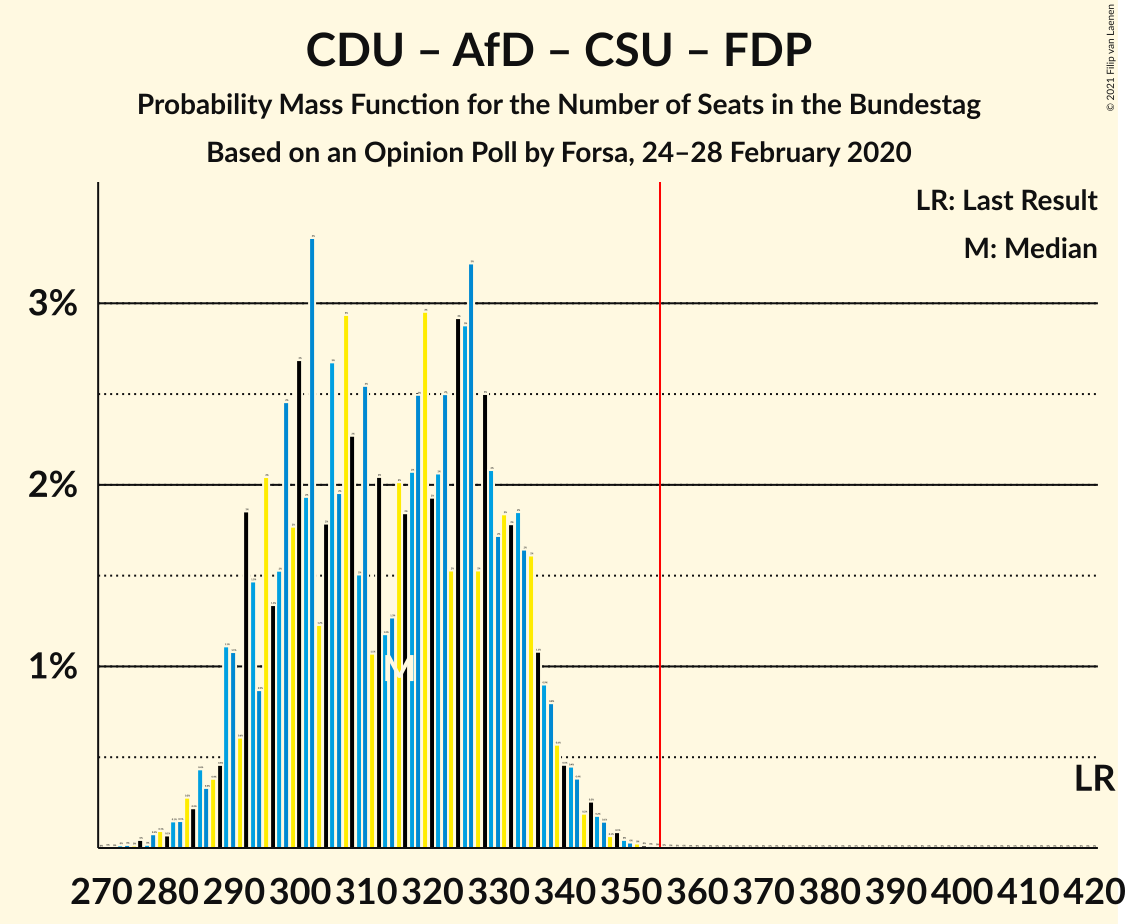 CDU – AfD – CSU – FDP
Probability Mass Function for the Number of Seats in the Bundestag
Based on an Opinion Poll by Forsa, 24–28 February 2020
© 2021 Filip van Laenen
LR: Last Result
M: Median
3%
2%
1%
M
LR
270 280 290 300 310 320 330 340 350 360 370 380 390 400 410 420